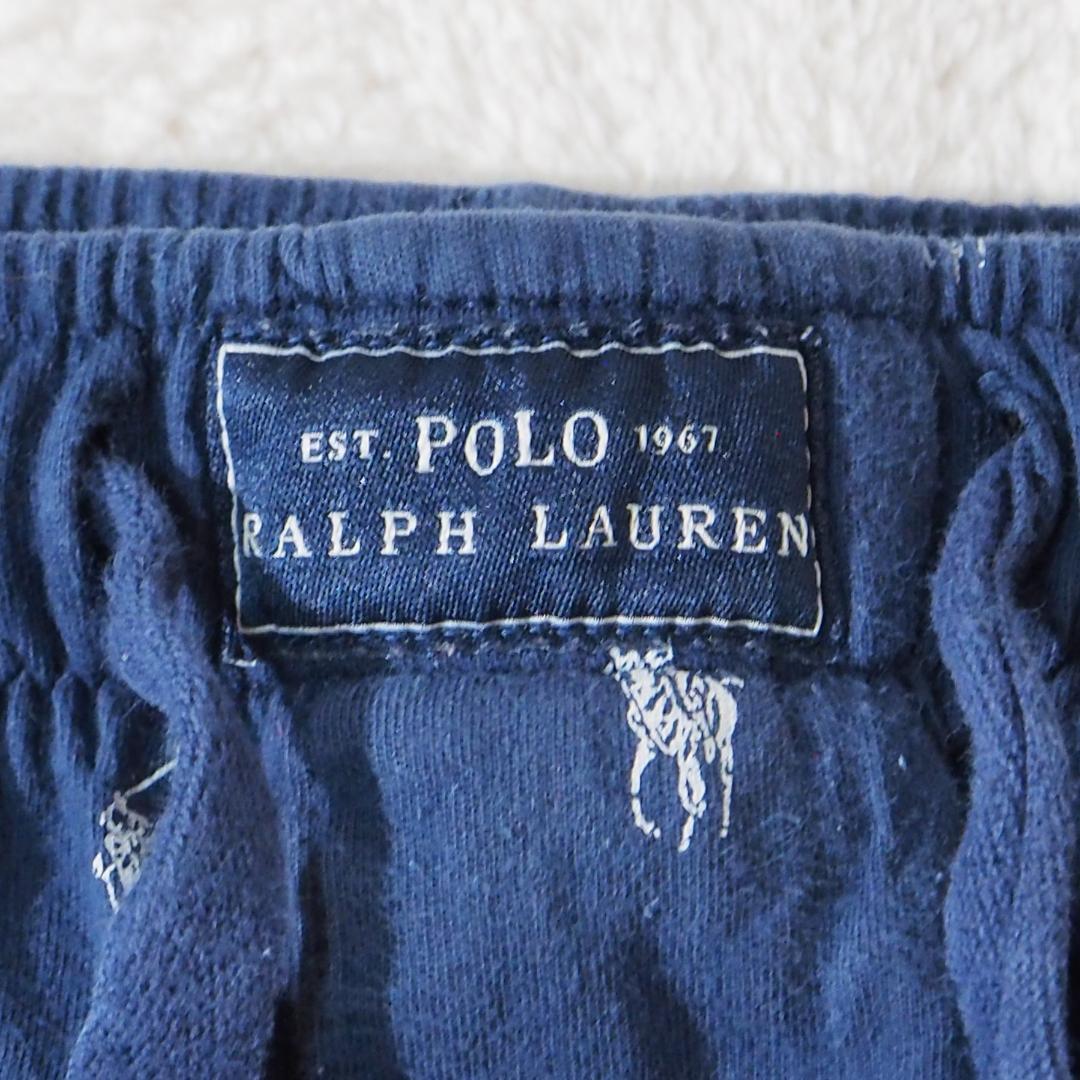 EST. POLO 1967
RALPH LAUREN